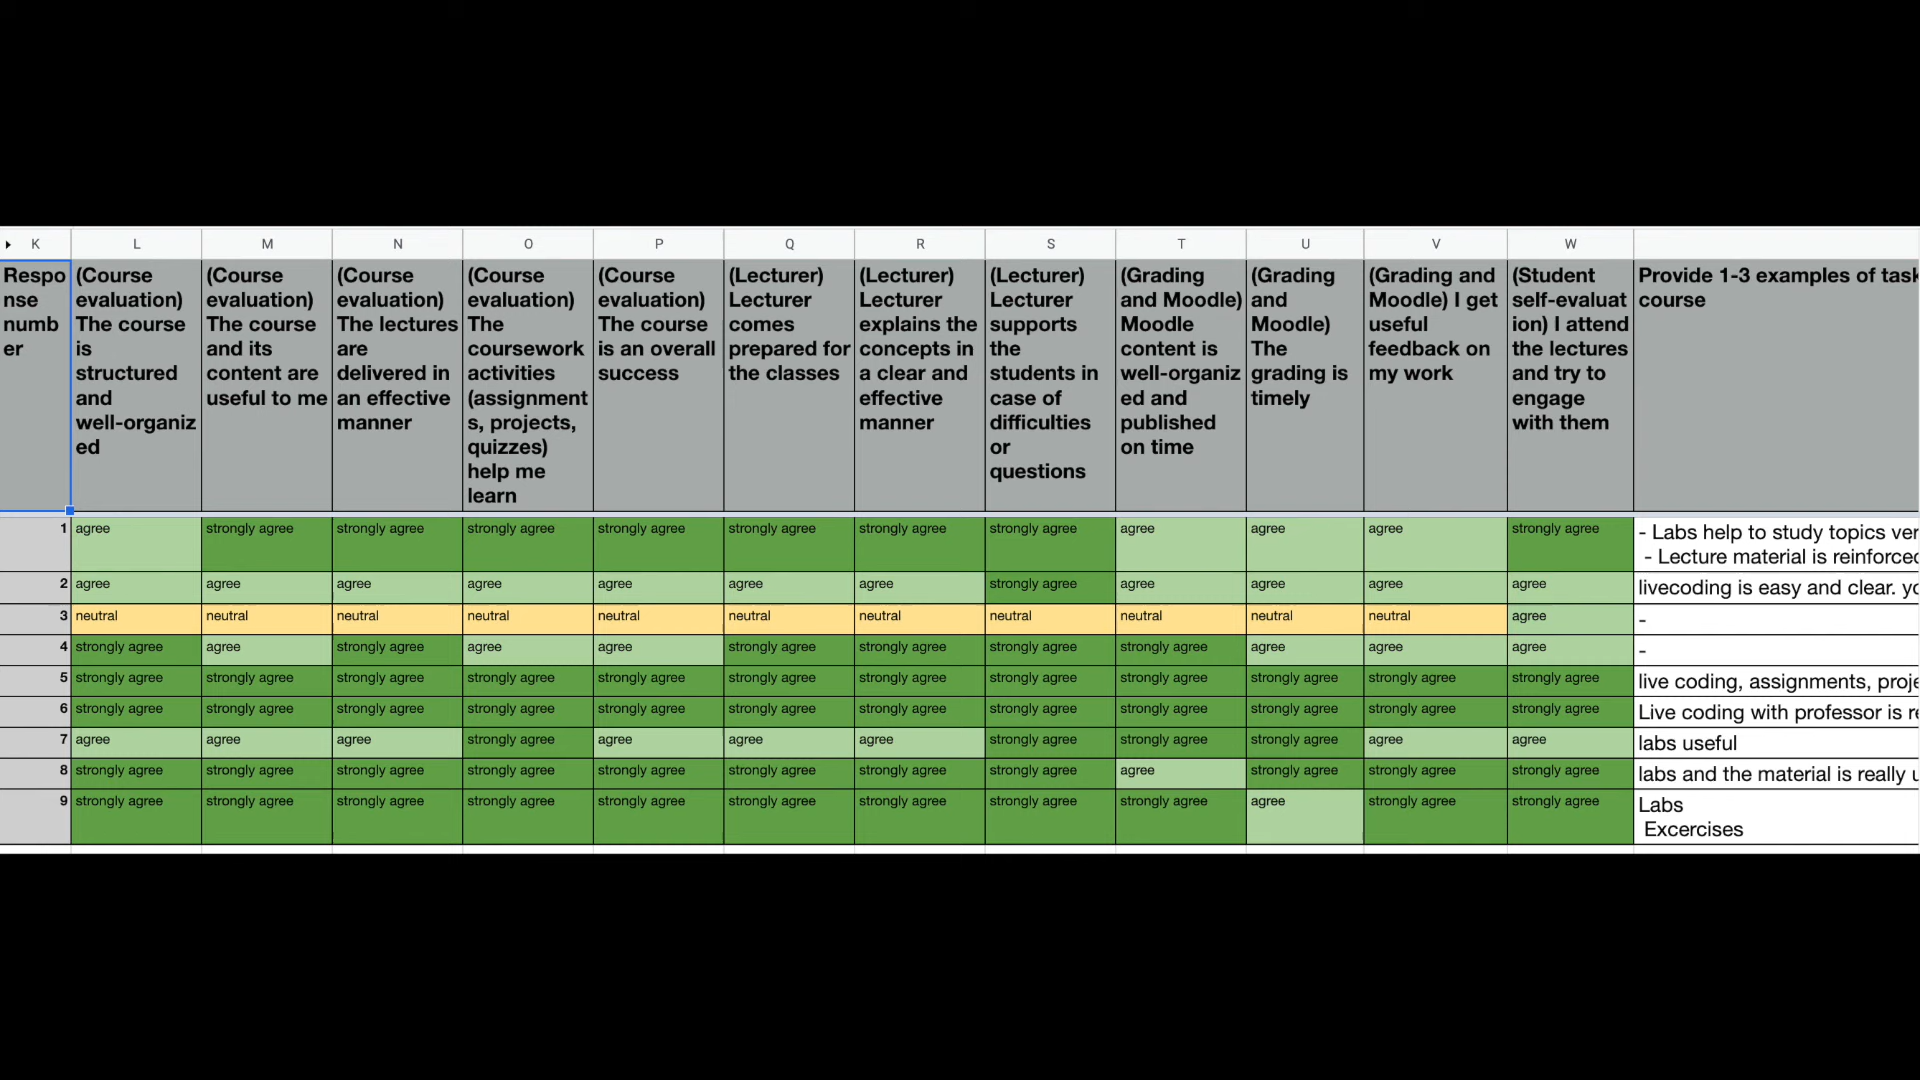 K L M N O P Q R S T U V W
Respo
nse
numb
er
(Course
evaluation)
The course
is
structured
and
well-organiz
ed
(Course
evaluation)
The course
and its
content are
useful to me
(Course
evaluation)
The lectures
are
delivered in
an effective
manner
(Course
evaluation)
The
coursework
activities
(assignment
s, projects,
quizzes)
help me
learn
(Course
evaluation)
The course
is an overall
success
(Lecturer)
Lecturer
comes
prepared for
the classes
(Lecturer)
Lecturer
explains the
concepts in
a clear and
effective
manner
(Lecturer)
Lecturer
supports
the
students in
case of
difficulties
or
questions
(Grading
and Moodle)
Moodle
content is
well-organiz
ed and
published
on time
(Grading
and
Moodle)
The
grading is
timely
(Grading and
Moodle) I get
useful
feedback on
my work
(Student
self-evaluat
ion) I attend
the lectures
and try to
engage
with them
Provide 1-3 examples of task
course
1 agree strongly agree strongly agree strongly agree strongly agree strongly agree strongly agree strongly agree agree agree agree strongly agree - Labs help to study topics ver
- Lecture material is reinforced
2 agree agree agree agree agree agree agree strongly agree agree agree agree agree livecoding is easy and clear. yo
3 neutral neutral neutral neutral neutral neutral neutral neutral neutral neutral neutral agree -
4 strongly agree agree strongly agree agree agree strongly agree strongly agree strongly agree strongly agree agree agree agree -
5 strongly agree strongly agree strongly agree strongly agree strongly agree strongly agree strongly agree strongly agree strongly agree strongly agree strongly agree strongly agree live coding, assignments, proje
6 strongly agree strongly agree strongly agree strongly agree strongly agree strongly agree strongly agree strongly agree strongly agree strongly agree strongly agree strongly agree Live coding with professor is re
7 agree agree agree strongly agree agree agree agree strongly agree strongly agree strongly agree agree agree labs useful
8 strongly agree strongly agree strongly agree strongly agree strongly agree strongly agree strongly agree strongly agree agree strongly agree strongly agree strongly agree labs and the material is really u
9 strongly agree strongly agree strongly agree strongly agree strongly agree strongly agree strongly agree strongly agree strongly agree agree strongly agree strongly agree Labs
Excercises